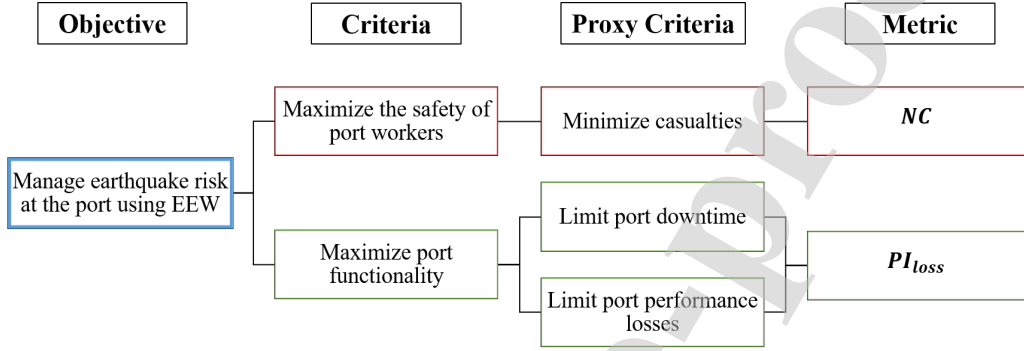 Objective
Criteria
Proxy Criteria
Metric
Maximize the safety of
port workers
Minimize casualties
NC
Manage earthquake risk
at the port using EEW
Limit port downtime
Maximize port
functionality
PI_loss
Limit port performance
losses